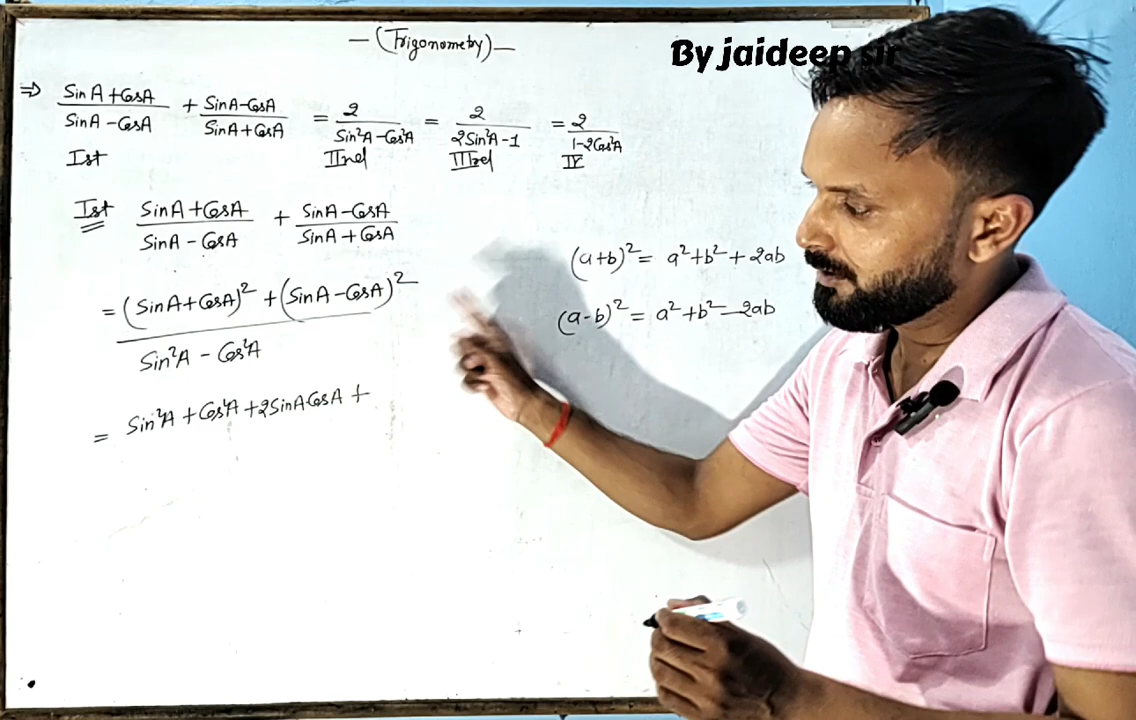 —(Trigonometry)—
By jaideep sir
⇒ SinA+CosA/SinA-CosA + SinA-CosA/SinA+CosA = 2/Sin²A-Cos²A = 2/2Sin²A-1 = 2/1-2Cos²A
Ist IInd IIIrd IV
Ist SinA+CosA/SinA-CosA + SinA-CosA/SinA+CosA
(a+b)² = a²+b²+2ab
= (SinA+CosA)² + (SinA-CosA)²/Sin²A - Cos²A
(a-b)² = a²+b²-2ab
= Sin²A + Cos²A + 2SinACosA +